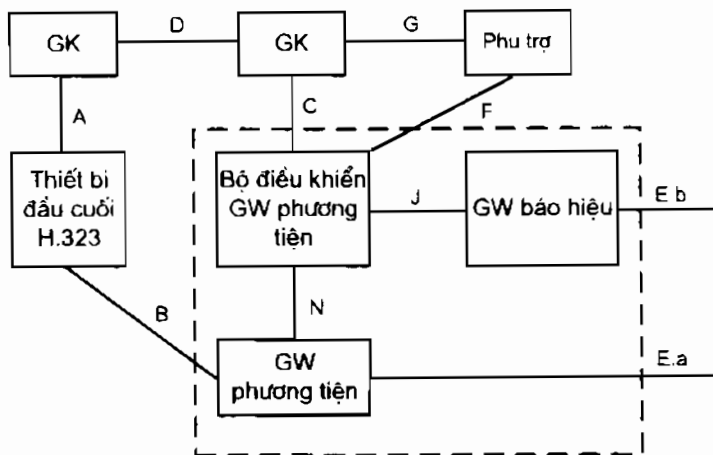 D
G
GK
GK
Phu trợ
A
C
F
Thiết bị
đầu cuối
H.323
Bộ điều khiển
GW phương
tiện
J
GW báo hiệu
E b
B
N
GW
phương tiện
E.a